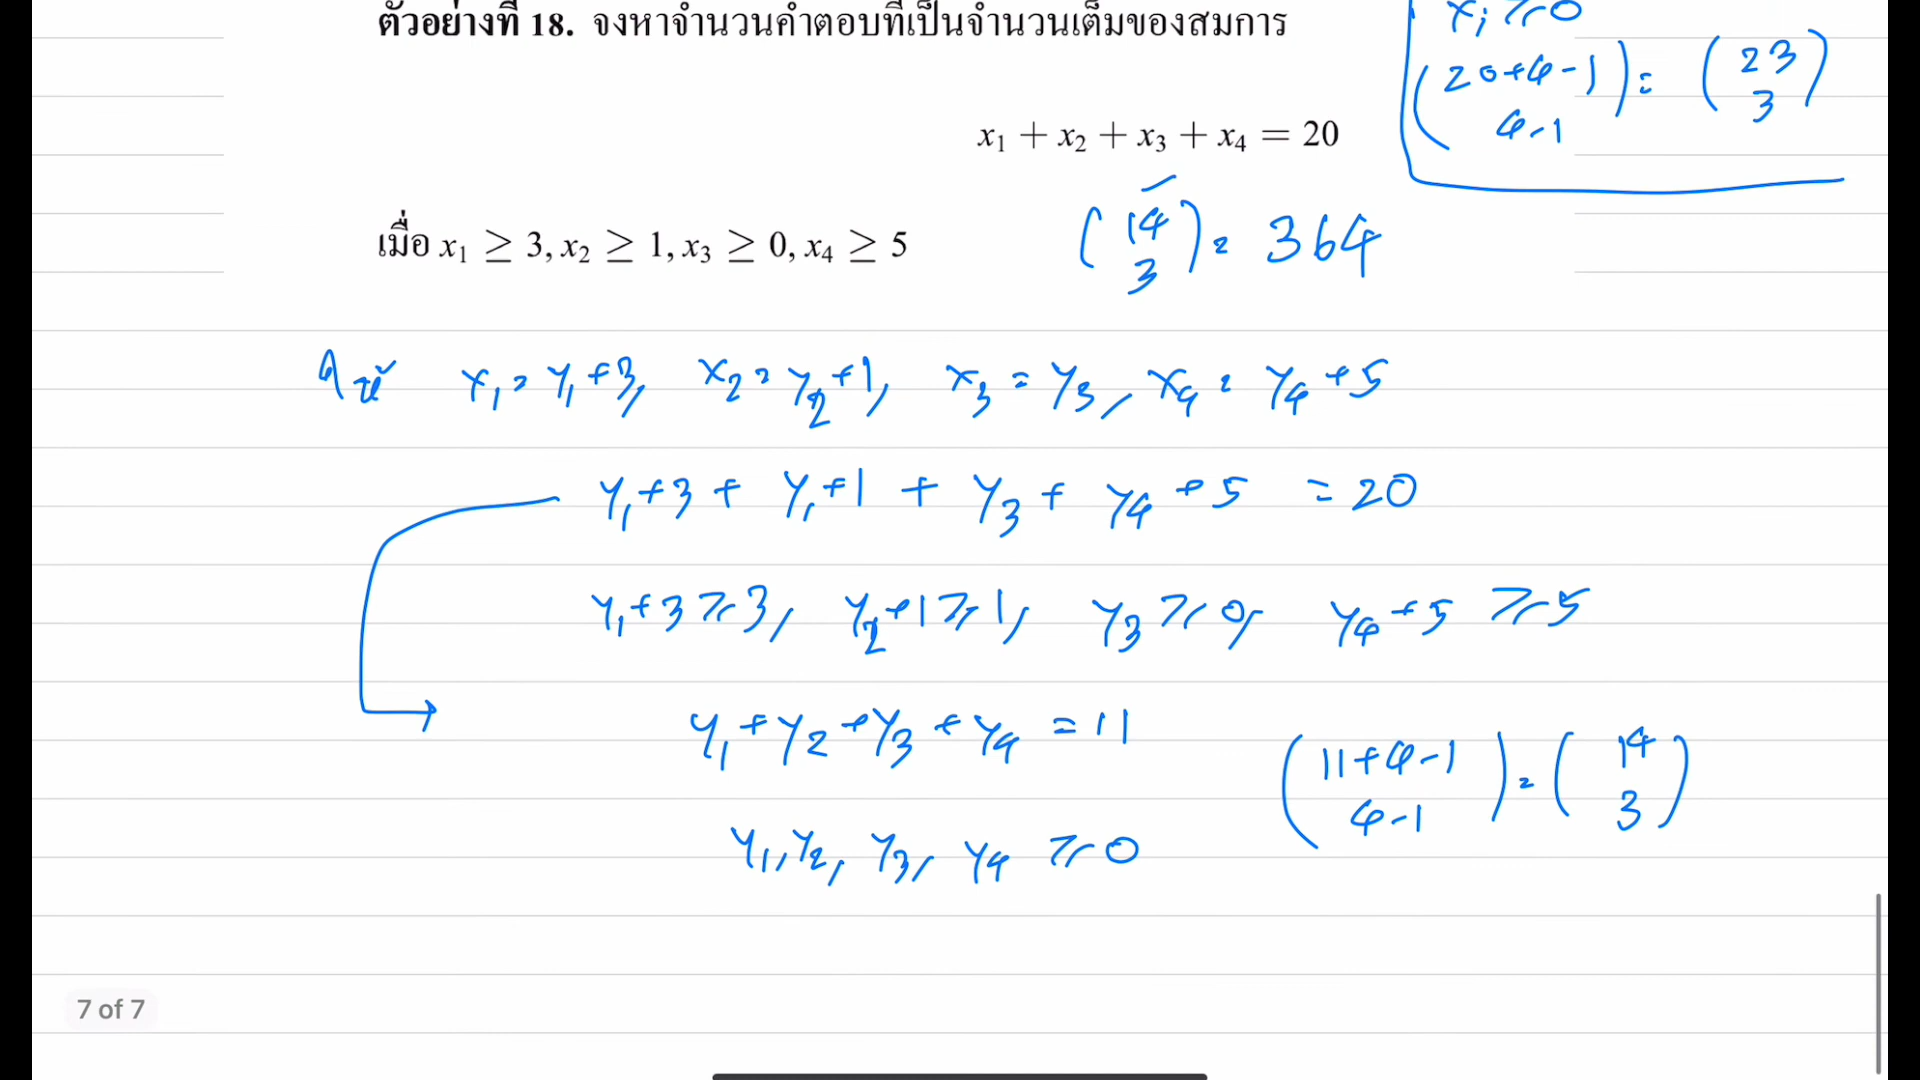 ตัวอย่างที่ 18. จงหาจำนวนคำตอบที่เป็นจำนวนเต็มของสมการ
xᵢ ≥ 0
(20+4-1 / 4-1) = (23 / 3)
x₁ + x₂ + x₃ + x₄ = 20
เมื่อ x₁ ≥ 3, x₂ ≥ 1, x₃ ≥ 0, x₄ ≥ 5
(14 / 3) = 364
ให้ x₁ = y₁+3, x₂ = y₂+1, x₃ = y₃, x₄ = y₄+5
y₁+3 + y₁+1 + y₃ + y₄+5 = 20
y₁+3 ≥ 3, y₂+1 ≥ 1, y₃ ≥ 0, y₄+5 ≥ 5
y₁+y₂+y₃+y₄ = 11
(11+4-1 / 4-1) = (14 / 3)
y₁, y₂, y₃, y₄ ≥ 0
7 of 7